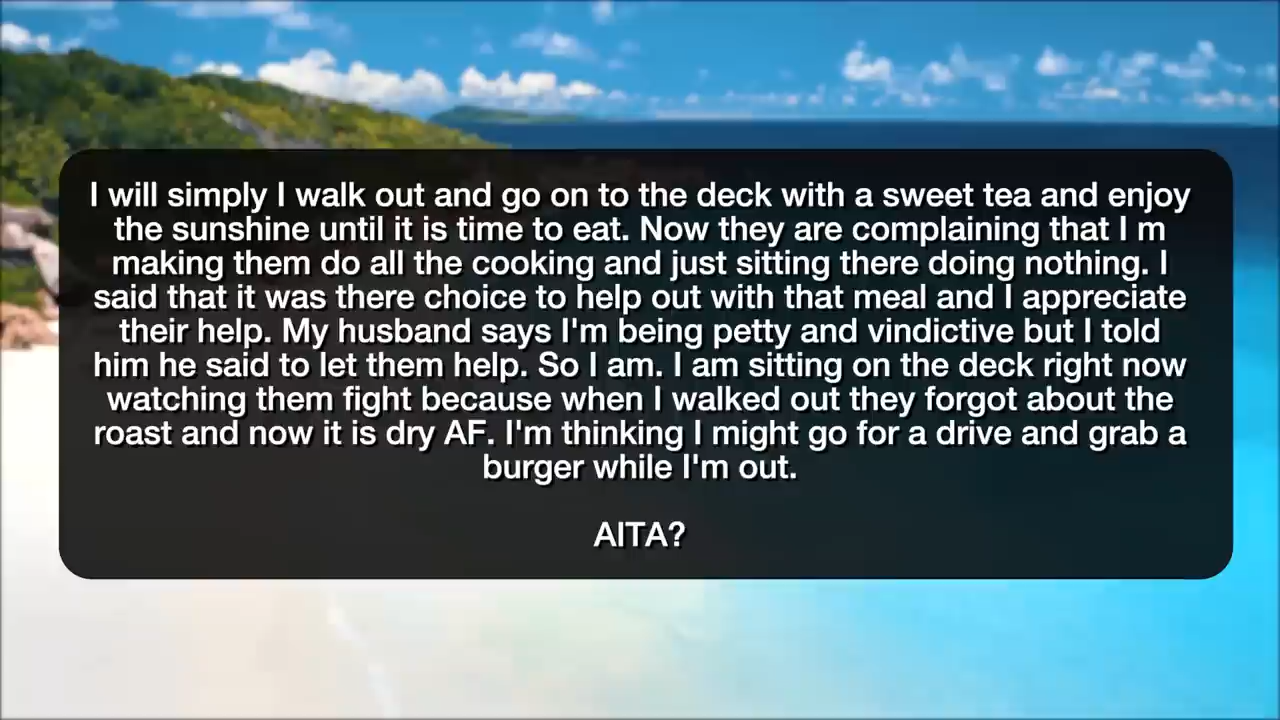 I will simply I walk out and go on to the deck with a sweet tea and enjoy
the sunshine until it is time to eat. Now they are complaining that I m
making them do all the cooking and just sitting there doing nothing. I
said that it was there choice to help out with that meal and I appreciate
their help. My husband says I'm being petty and vindictive but I told
him he said to let them help. So I am. I am sitting on the deck right now
watching them fight because when I walked out they forgot about the
roast and now it is dry AF. I'm thinking I might go for a drive and grab a
burger while I'm out.
AITA?